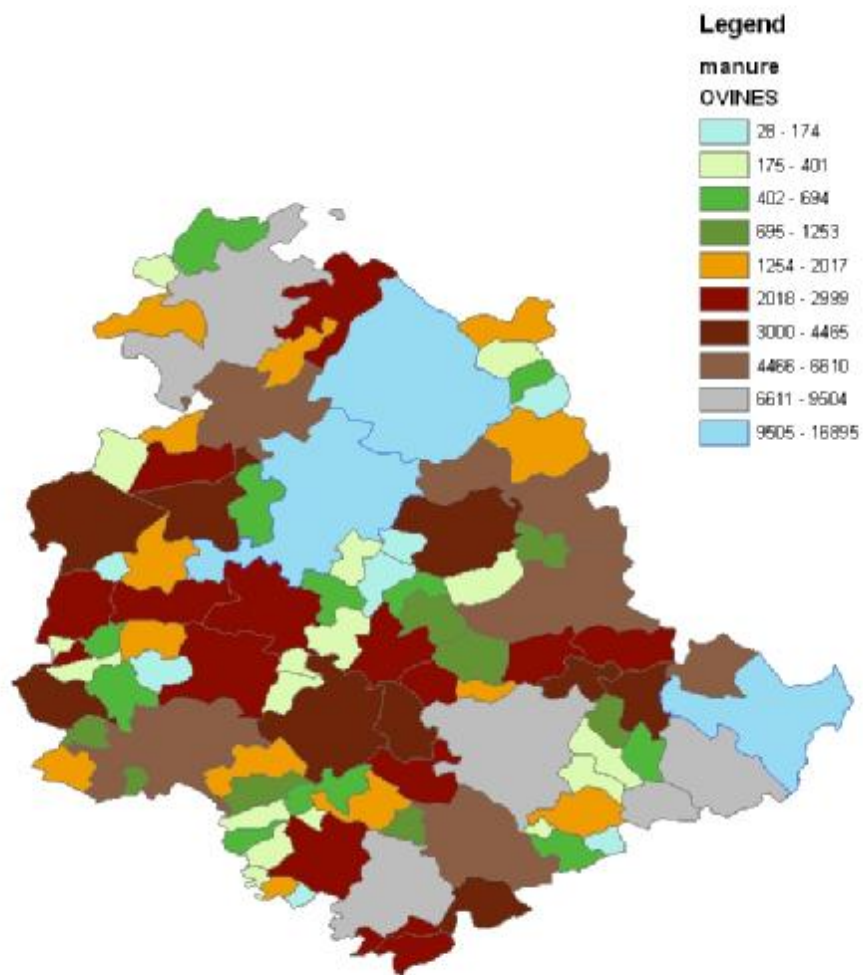 Legend
manure
OVINES
28 - 174
175 - 401
402 - 694
695 - 1253
1254 - 2017
2018 - 2999
3000 - 4465
4466 - 6610
6611 - 9504
9505 - 16895